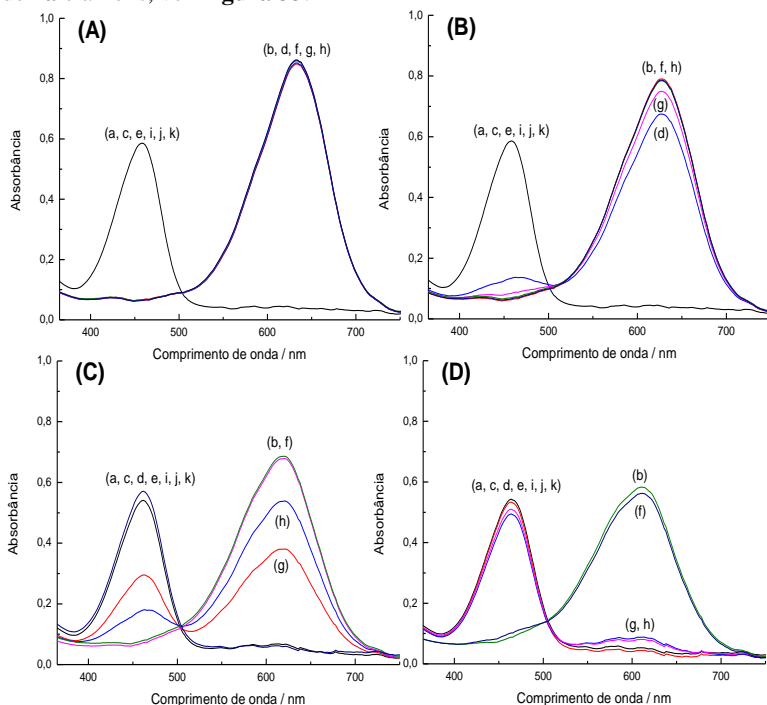 (A)
(b, d, f, g, h)
(a, c, e, i, j, k)
Absorbância
0,0
0,2
0,4
0,6
0,8
1,0
400
500
600
700
Comprimento de onda / nm
(B)
(b, f, h)
(g)
(d)
(a, c, e, i, j, k)
Absorbância
0,0
0,2
0,4
0,6
0,8
1,0
400
500
600
700
Comprimento de onda / nm
(C)
(b, f)
(a, c, d, e, i, j, k)
(h)
(g)
Absorbância
0,0
0,2
0,4
0,6
0,8
1,0
400
500
600
700
Comprimento de onda / nm
(D)
(a, c, d, e, i, j, k)
(b)
(f)
(g, h)
Absorbância
0,0
0,2
0,4
0,6
0,8
1,0
400
500
600
700
Comprimento de onda / nm